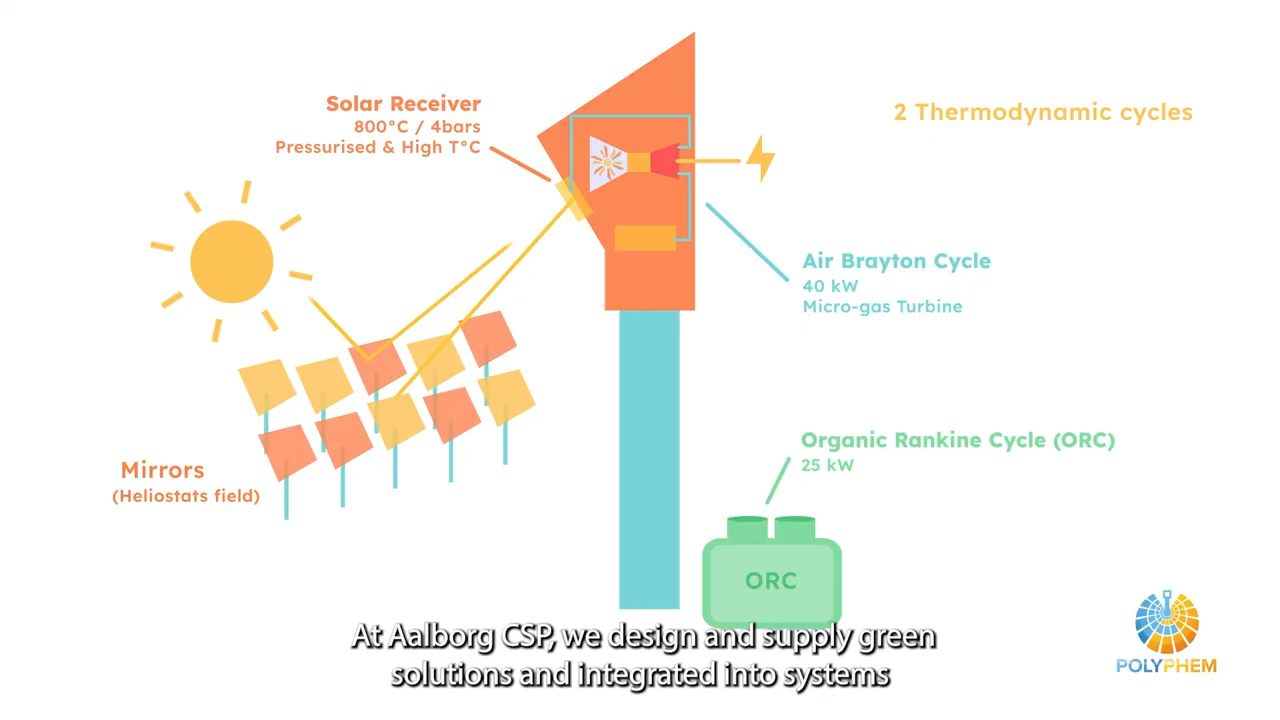 Solar Receiver
800°C / 4bars
Pressurised & High T°C
2 Thermodynamic cycles
Air Brayton Cycle
40 kW
Micro-gas Turbine
Organic Rankine Cycle (ORC)
25 kW
Mirrors
(Heliostats field)
ORC
At Aalborg CSP, we design and supply green
solutions and integrated into systems
POLYPHEM